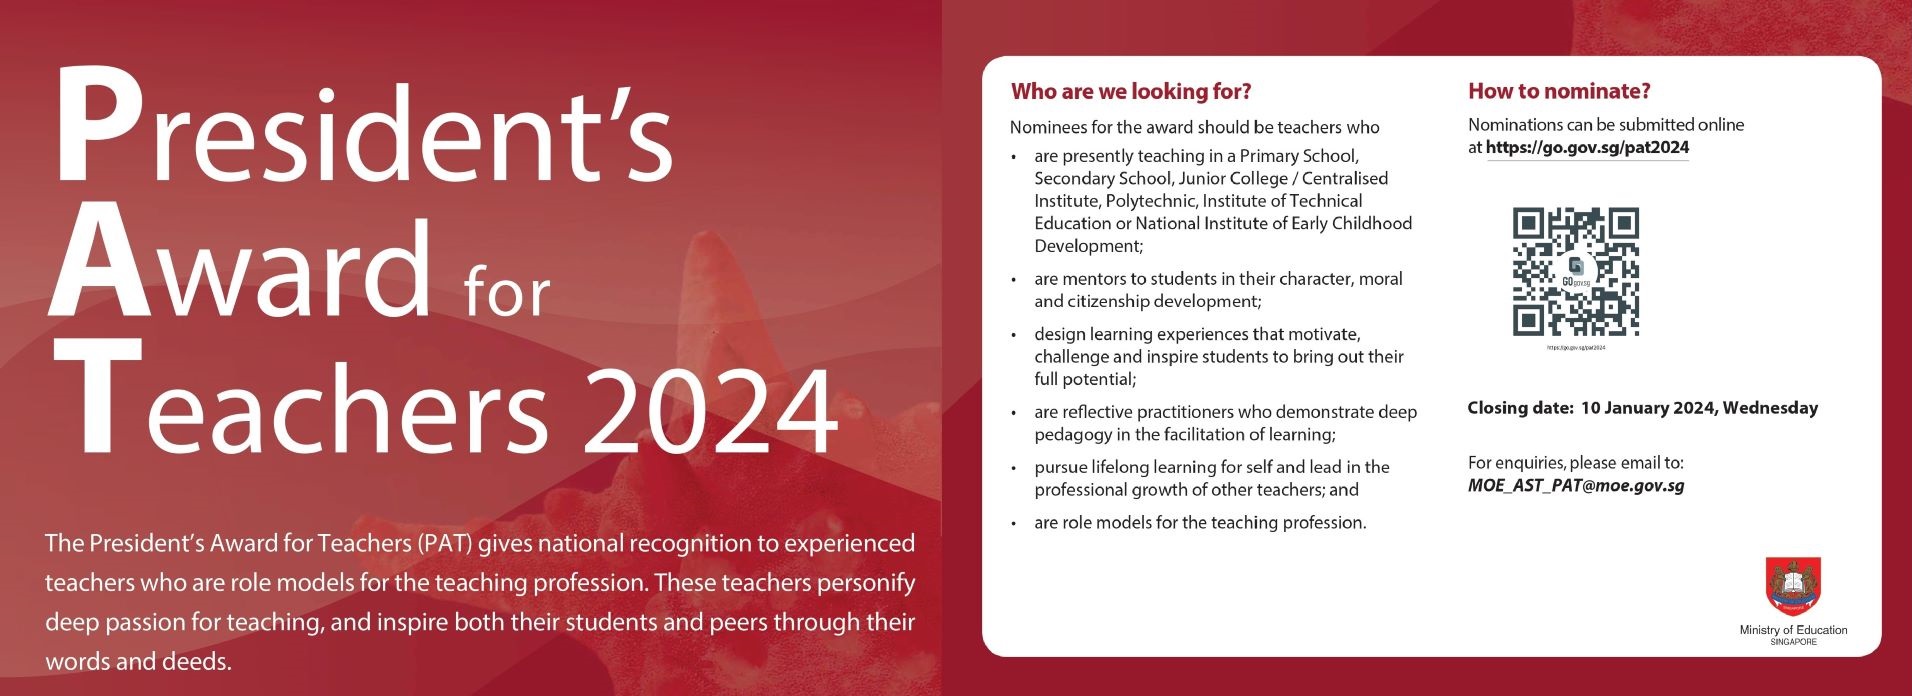 President's
Award for
Teachers 2024
The President's Award for Teachers (PAT) gives national recognition to experienced
teachers who are role models for the teaching profession. These teachers personify
deep passion for teaching, and inspire both their students and peers through their
words and deeds.
Who are we looking for?
Nominees for the award should be teachers who
• are presently teaching in a Primary School,
Secondary School, Junior College / Centralised
Institute, Polytechnic, Institute of Technical
Education or National Institute of Early Childhood
Development;
• are mentors to students in their character, moral
and citizenship development;
• design learning experiences that motivate,
challenge and inspire students to bring out their
full potential;
• are reflective practitioners who demonstrate deep
pedagogy in the facilitation of learning;
• pursue lifelong learning for self and lead in the
professional growth of other teachers; and
• are role models for the teaching profession.
How to nominate?
Nominations can be submitted online
at https://go.gov.sg/pat2024
GOgov.sg
https://go.gov.sg/pat2024
Closing date: 10 January 2024, Wednesday
For enquiries, please email to:
MOE_AST_PAT@moe.gov.sg
SINGAPORE
Ministry of Education
SINGAPORE